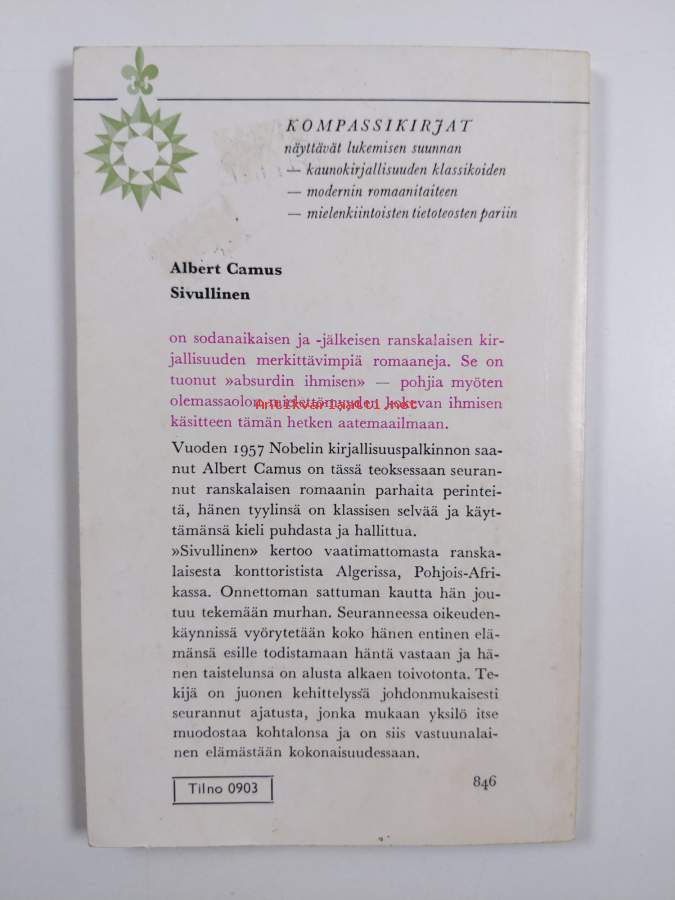 KOMPASSIKIRJAT
näyttävät lukemisen suunnan
— kaunokirjallisuuden klassikoiden
— modernin romaanitaiteen
— mielenkiintoisten tietoteosten pariin
Albert Camus
Sivullinen
on sodanaikaisen ja -jälkeisen ranskalaisen kir-
jallisuuden merkittävimpiä romaaneja. Se on
tuonut »absurdin ihmisen» — pohjia myöten
olemassaolon mielettömyyden kokevan ihmisen
Antikvariaatti.net
käsitteen tämän hetken aatemaailmaan.
Vuoden 1957 Nobelin kirjallisuuspalkinnon saa-
nut Albert Camus on tässä teoksessaan seuran-
nut ranskalaisen romaanin parhaita perintei-
tä, hänen tyylinsä on klassisen selvää ja käyt-
tämänsä kieli puhdasta ja hallittua.
»Sivullinen» kertoo vaatimattomasta ranska-
laisesta konttoristista Algerissa, Pohjois-Afri-
kassa. Onnettoman sattuman kautta hän jou-
tuu tekemään murhan. Seuranneessa oikeuden-
käynnissä vyörytetään koko hänen entinen elä-
mänsä esille todistamaan häntä vastaan ja hä-
nen taistelunsa on alusta alkaen toivotonta. Te-
kijä on juonen kehittelyssä johdonmukaisesti
seurannut ajatusta, jonka mukaan yksilö itse
muodostaa kohtalonsa ja on siis vastuunalai-
nen elämästään kokonaisuudessaan.
Tilno 0903
846